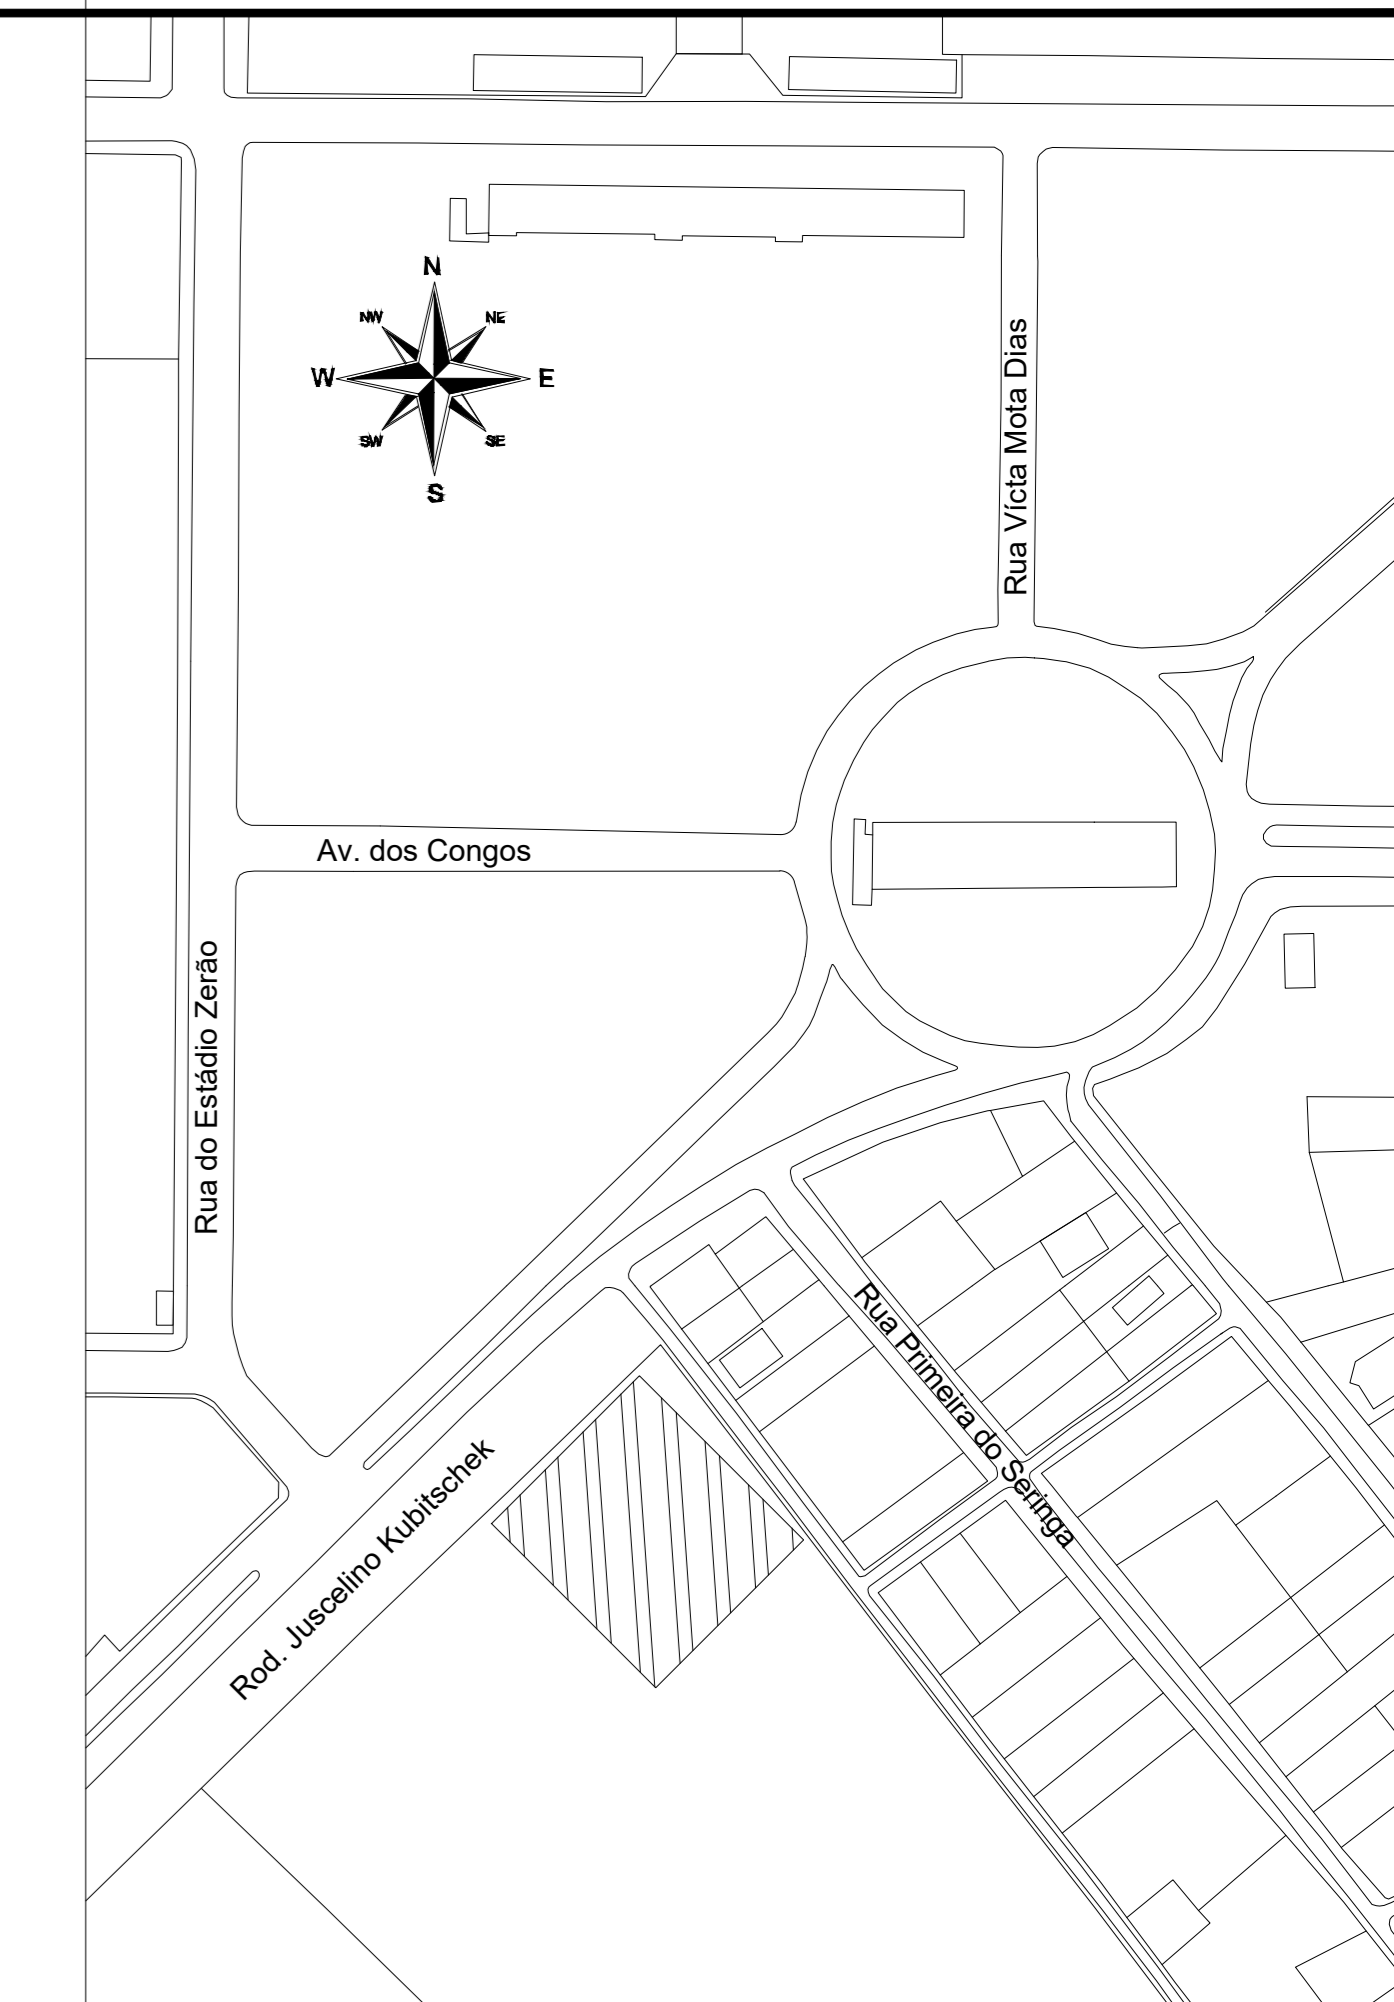 N
NW
NE
W
E
SW
SE
S
Rua Vícta Mota Dias
Av. dos Congos
Rua do Estádio Zerão
Rua Primeira do Seringa
Rod. Juscelino Kubitschek